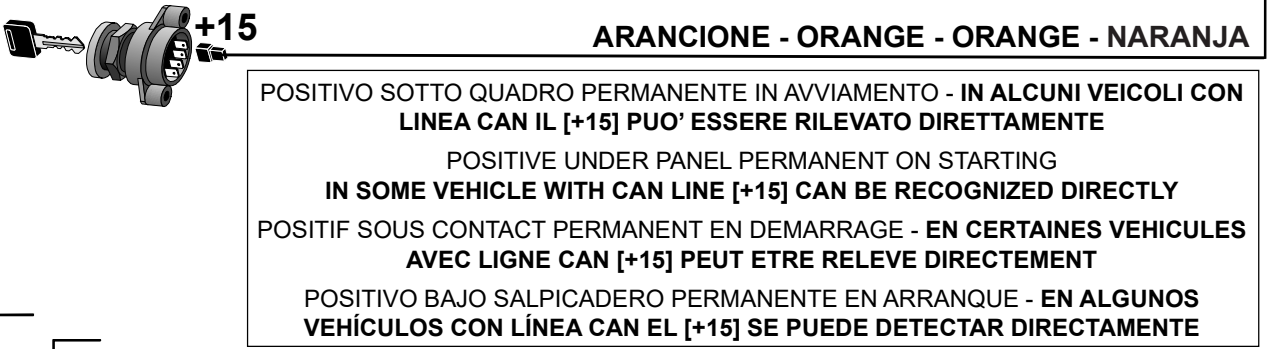 +15
ARANCIONE - ORANGE - ORANGE - NARANJA
POSITIVO SOTTO QUADRO PERMANENTE IN AVVIAMENTO - IN ALCUNI VEICOLI CON
LINEA CAN IL [+15] PUO’ ESSERE RILEVATO DIRETTAMENTE
POSITIVE UNDER PANEL PERMANENT ON STARTING
IN SOME VEHICLE WITH CAN LINE [+15] CAN BE RECOGNIZED DIRECTLY
POSITIF SOUS CONTACT PERMANENT EN DEMARRAGE - EN CERTAINES VEHICULES
AVEC LIGNE CAN [+15] PEUT ETRE RELEVE DIRECTEMENT
POSITIVO BAJO SALPICADERO PERMANENTE EN ARRANQUE - EN ALGUNOS
VEHÍCULOS CON LÍNEA CAN EL [+15] SE PUEDE DETECTAR DIRECTAMENTE